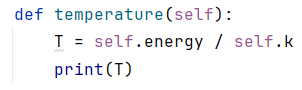 def temperature(self):
    T = self.energy / self.k
    print(T)